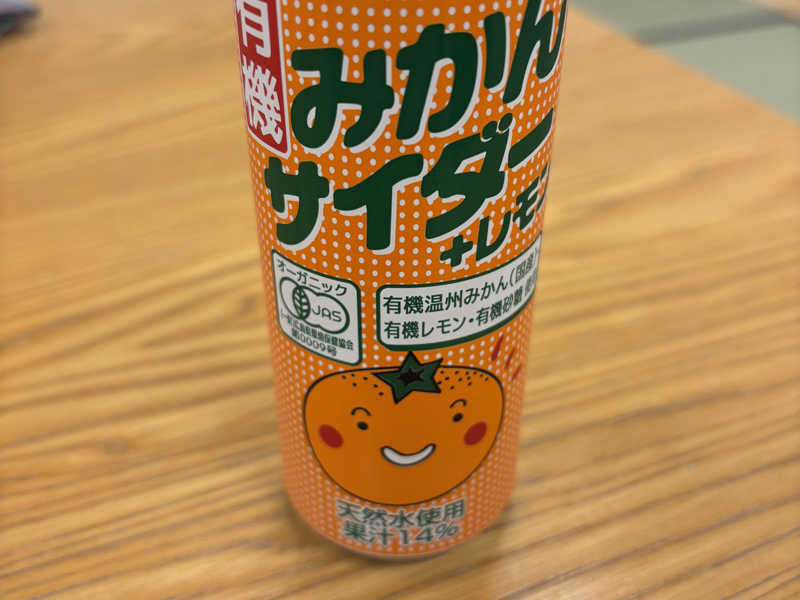 有機
みかん
サイダー
+レモン
オーガニック
JAS
有機温州みかん(国産)
有機レモン・有機砂糖 使
天然水使用
果汁14%